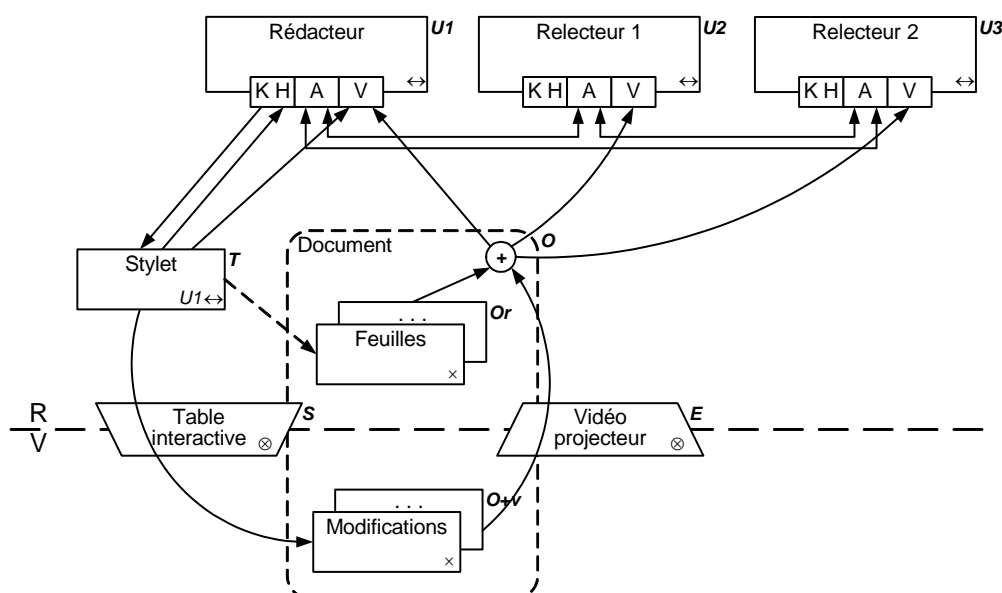 Rédacteur U1
Relecteur 1 U2
Relecteur 2 U3
↔ ↔ ↔
K H A V
K H A V
K H A V
Document
O
+
Stylet T
U1↔
. . . Or
Feuilles
×
R
V
Table S
interactive
⊗
Vidéo E
projecteur
⊗
. . . O+v
Modifications
×